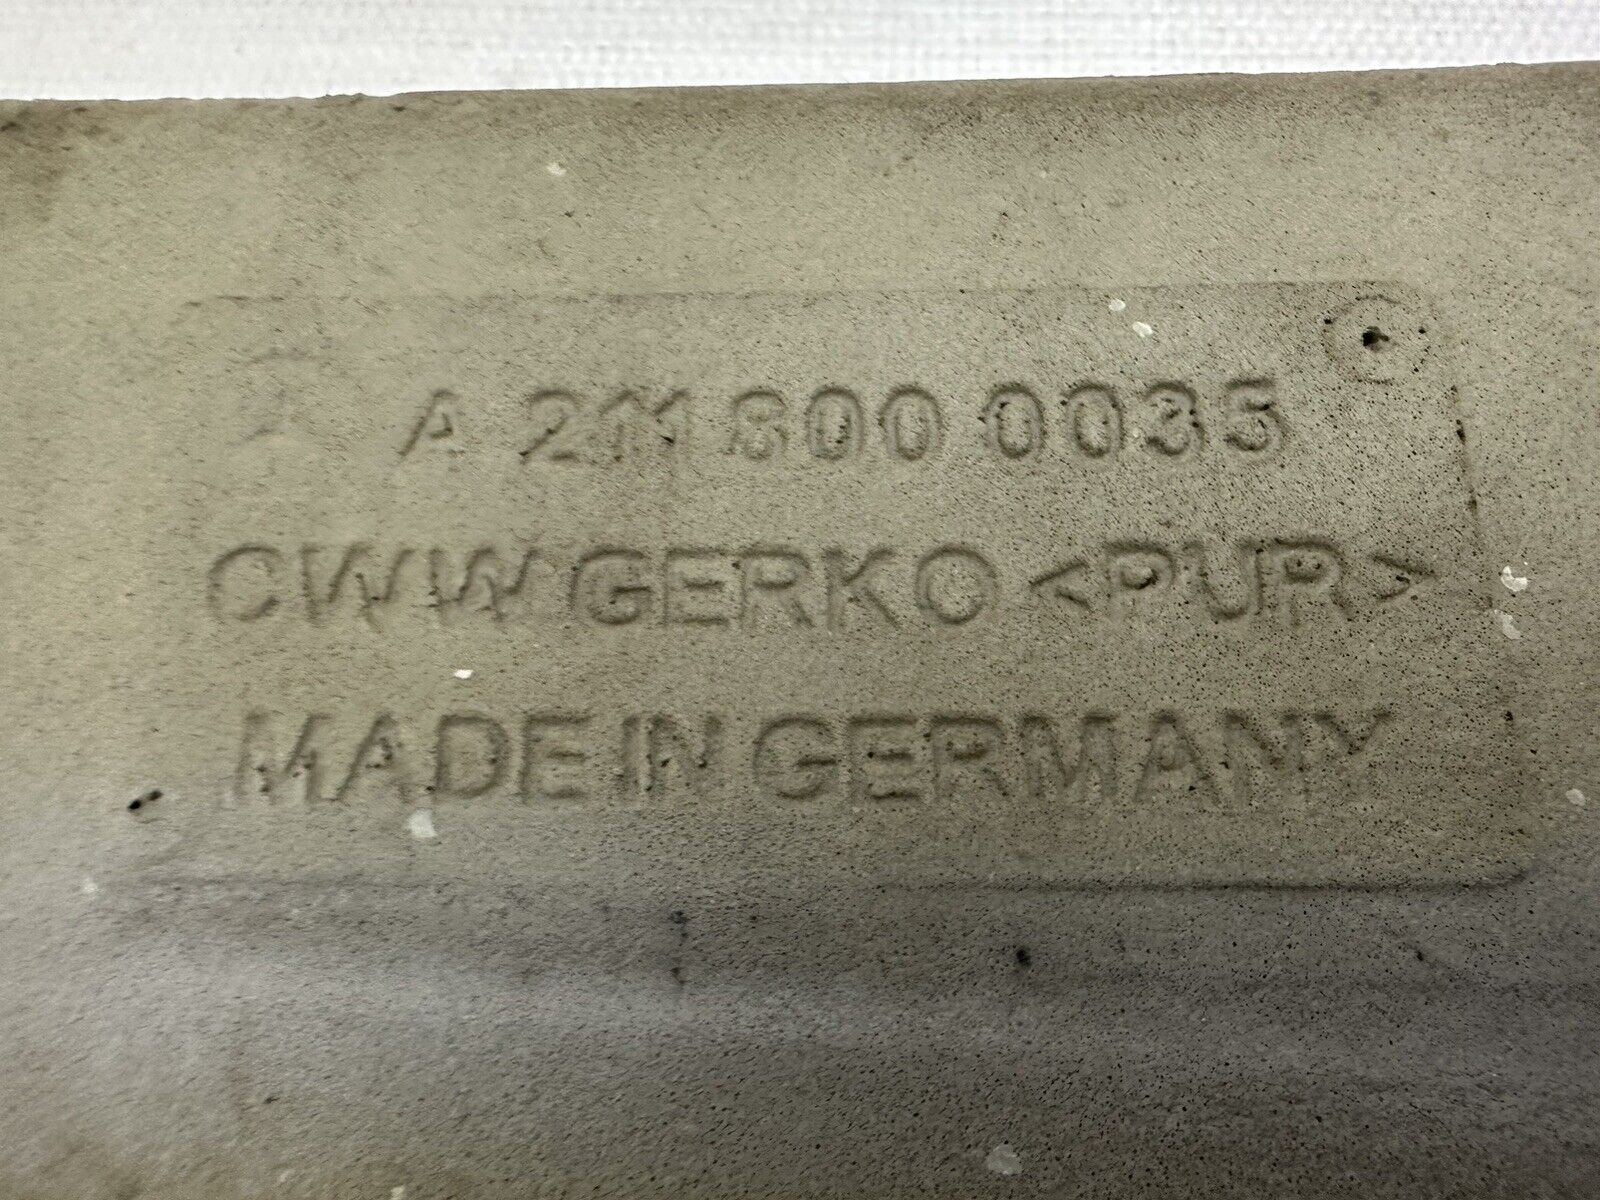 A 211 800 0035
CWW GERKO <PUR>
MADE IN GERMANY